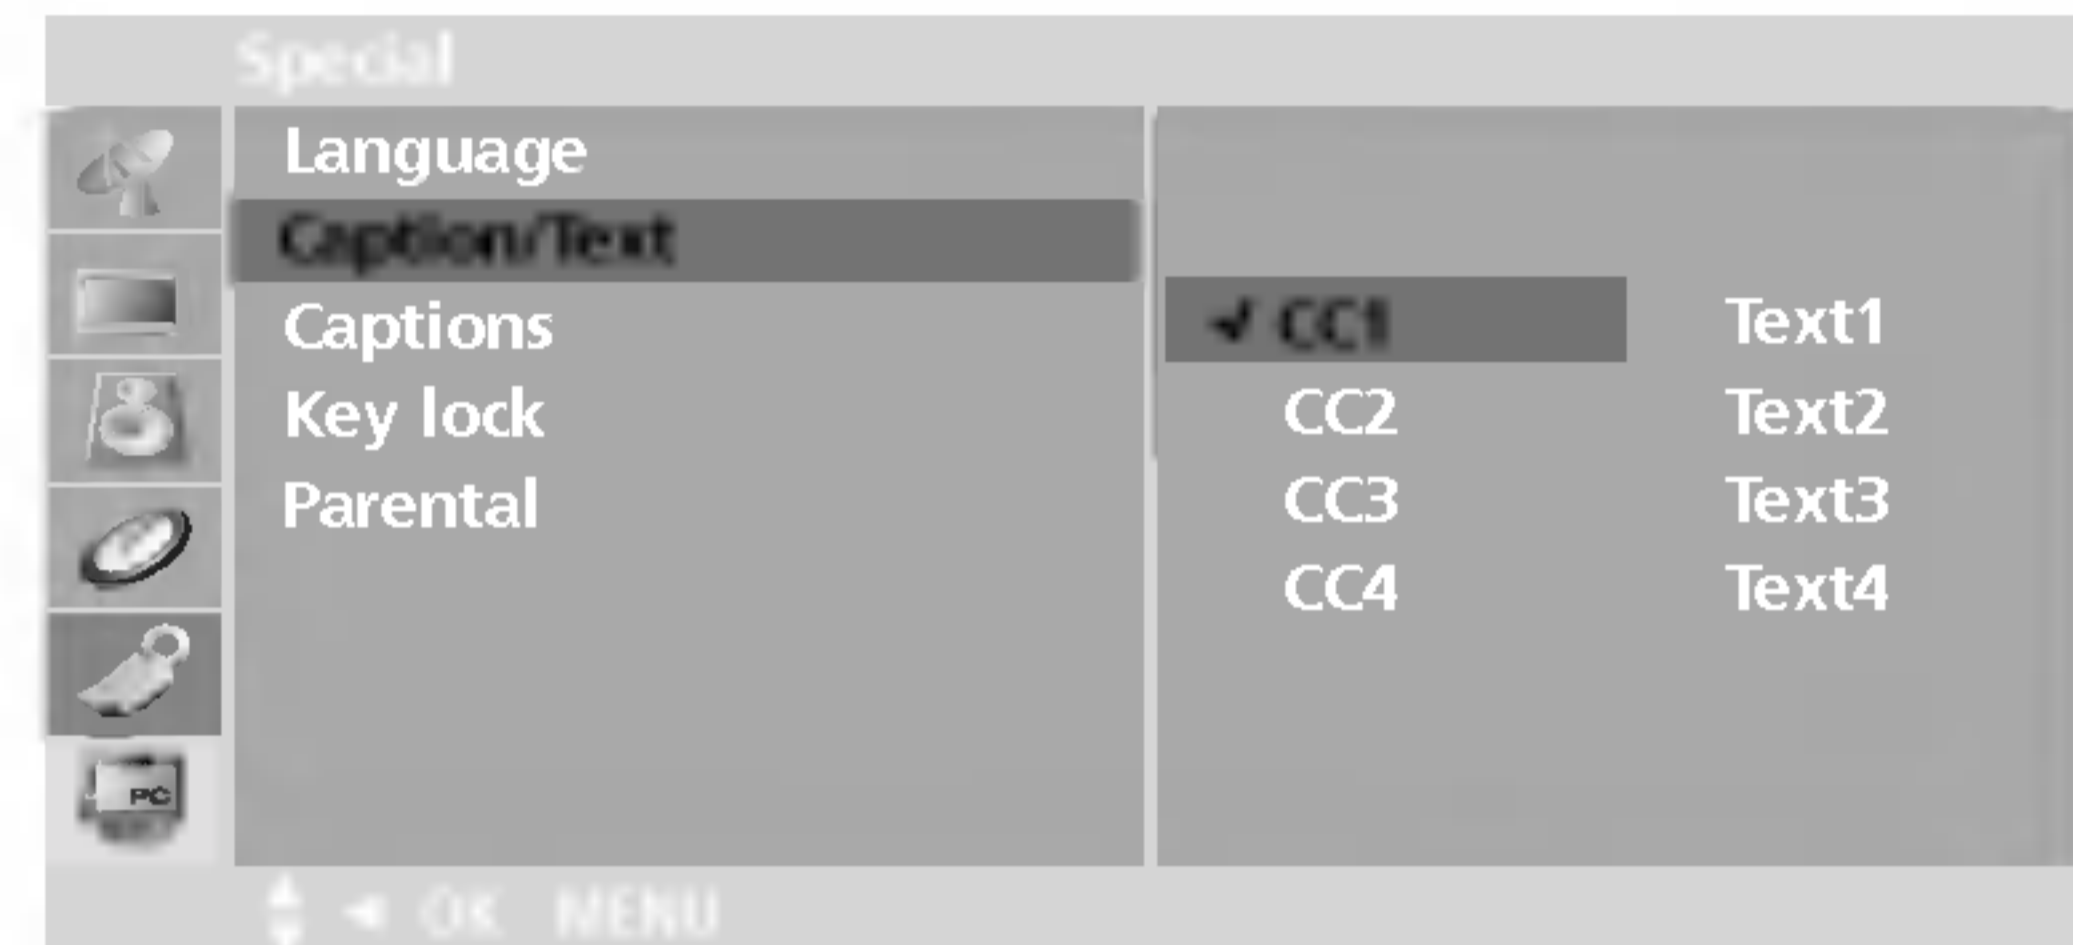 Special
Language
Caption/Text
Captions
Key lock
Parental
✓ CC1 Text1
CC2 Text2
CC3 Text3
CC4 Text4
PC
OK MENU